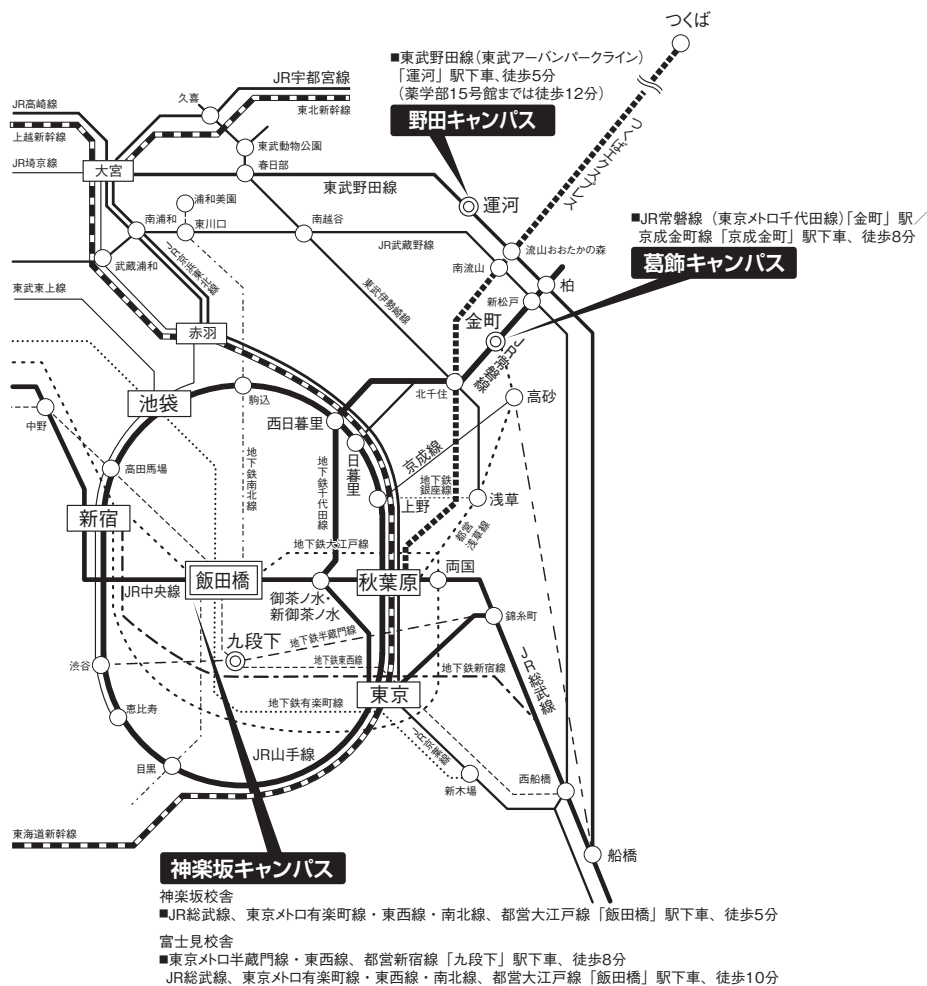 つくば
■東武野田線(東武アーバンパークライン)
「運河」駅下車、徒歩5分
(薬学部15号館までは徒歩12分)
野田キャンパス
JR宇都宮線
東北新幹線
久喜
JR高崎線
上越新幹線
JR埼京線
大宮
東武動物公園
春日部
東武野田線
つくばエクスプレス
運河
浦和美園
南浦和
東川口
南越谷
JR武蔵野線
流山おおたかの森
南流山
■JR常磐線 (東京メトロ千代田線)「金町」駅/
京成金町線「京成金町」駅下車、徒歩8分
葛飾キャンパス
武蔵浦和
JR京浜東北線
東武東上線
東武伊勢崎線
柏
新松戸
金町
JR常磐線
赤羽
池袋
駒込
北千住
高砂
中野
西日暮里
日暮里
京成線
高田馬場
地下鉄南北線
地下鉄千代田線
上野
地下鉄
銀座線
浅草
新宿
都営
浅草線
地下鉄大江戸線
飯田橋
JR中央線
御茶ノ水・
新御茶ノ水
秋葉原
両国
錦糸町
九段下
地下鉄半蔵門線
地下鉄東西線
地下鉄新宿線
JR総武線
渋谷
東京
地下鉄有楽町線
恵比寿
JR山手線
JR京葉線
目黒
新木場
西船橋
東海道新幹線
船橋
神楽坂キャンパス
神楽坂校舎
■JR総武線、東京メトロ有楽町線・東西線・南北線、都営大江戸線「飯田橋」駅下車、徒歩5分
富士見校舎
■東京メトロ半蔵門線・東西線、都営新宿線「九段下」駅下車、徒歩8分
JR総武線、東京メトロ有楽町線・東西線・南北線、都営大江戸線「飯田橋」駅下車、徒歩10分